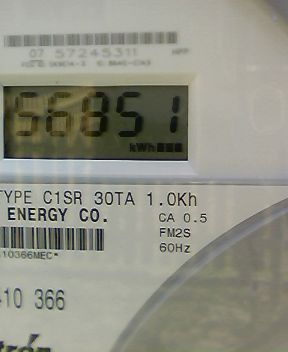 07 57245311
56851
kWh
TYPE C1SR 30TA 1.0Kh
ENERGY CO.
CA 0.5
FM2S
60Hz
10366MEC*
10 366